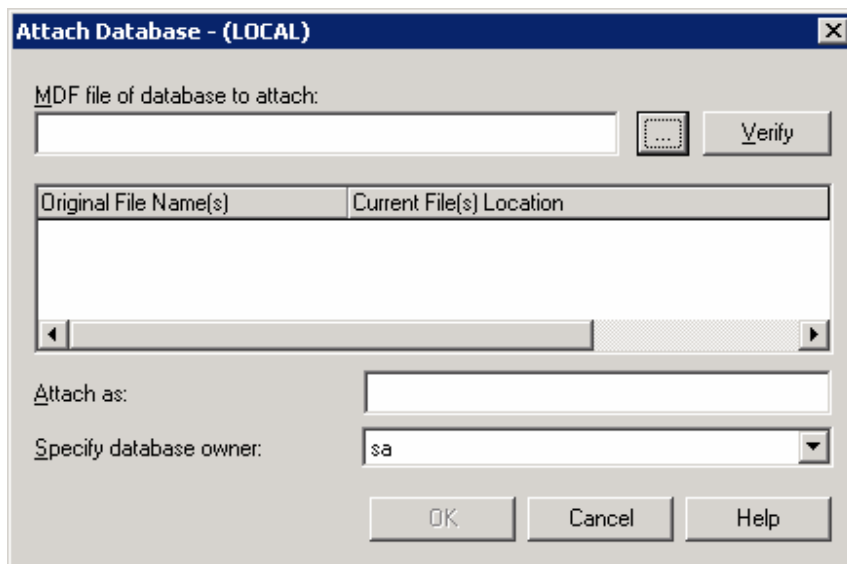 Attach Database - (LOCAL)
MDF file of database to attach:
... Verify
Original File Name(s) Current File(s) Location
Attach as:
Specify database owner: sa
OK Cancel Help